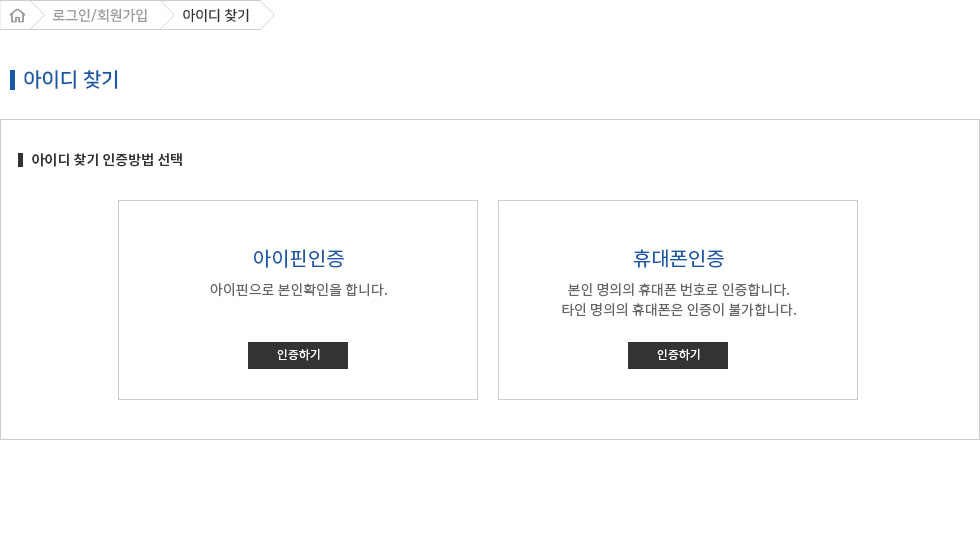 로그인/회원가입
아이디 찾기
아이디 찾기
아이디 찾기 인증방법 선택
아이핀인증
아이핀으로 본인확인을 합니다.
인증하기
휴대폰인증
본인 명의의 휴대폰 번호로 인증합니다.
타인 명의의 휴대폰은 인증이 불가합니다.
인증하기